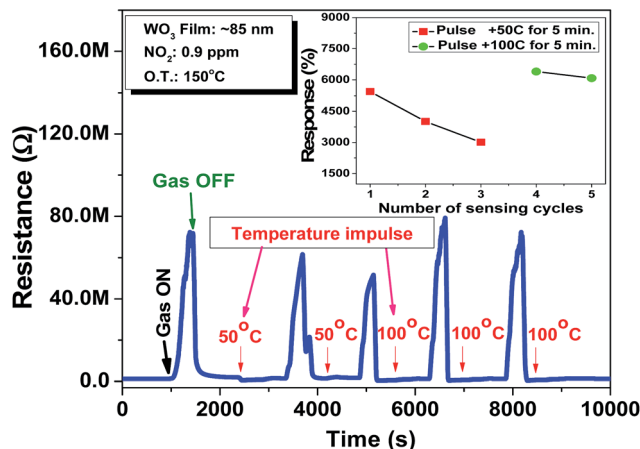 WO₃ Film: ~85 nm
NO₂: 0.9 ppm
O.T.: 150°C
Pulse +50C for 5 min.
Pulse +100C for 5 min.
Response (%)
9000
7500
6000
4500
3000
1500
1 2 3 4 5
Number of sensing cycles
Resistance (Ω)
160.0M
120.0M
80.0M
40.0M
0.0
Gas OFF
Gas ON
Temperature impulse
50°C
50°C
100°C
100°C
100°C
0 2000 4000 6000 8000 10000
Time (s)